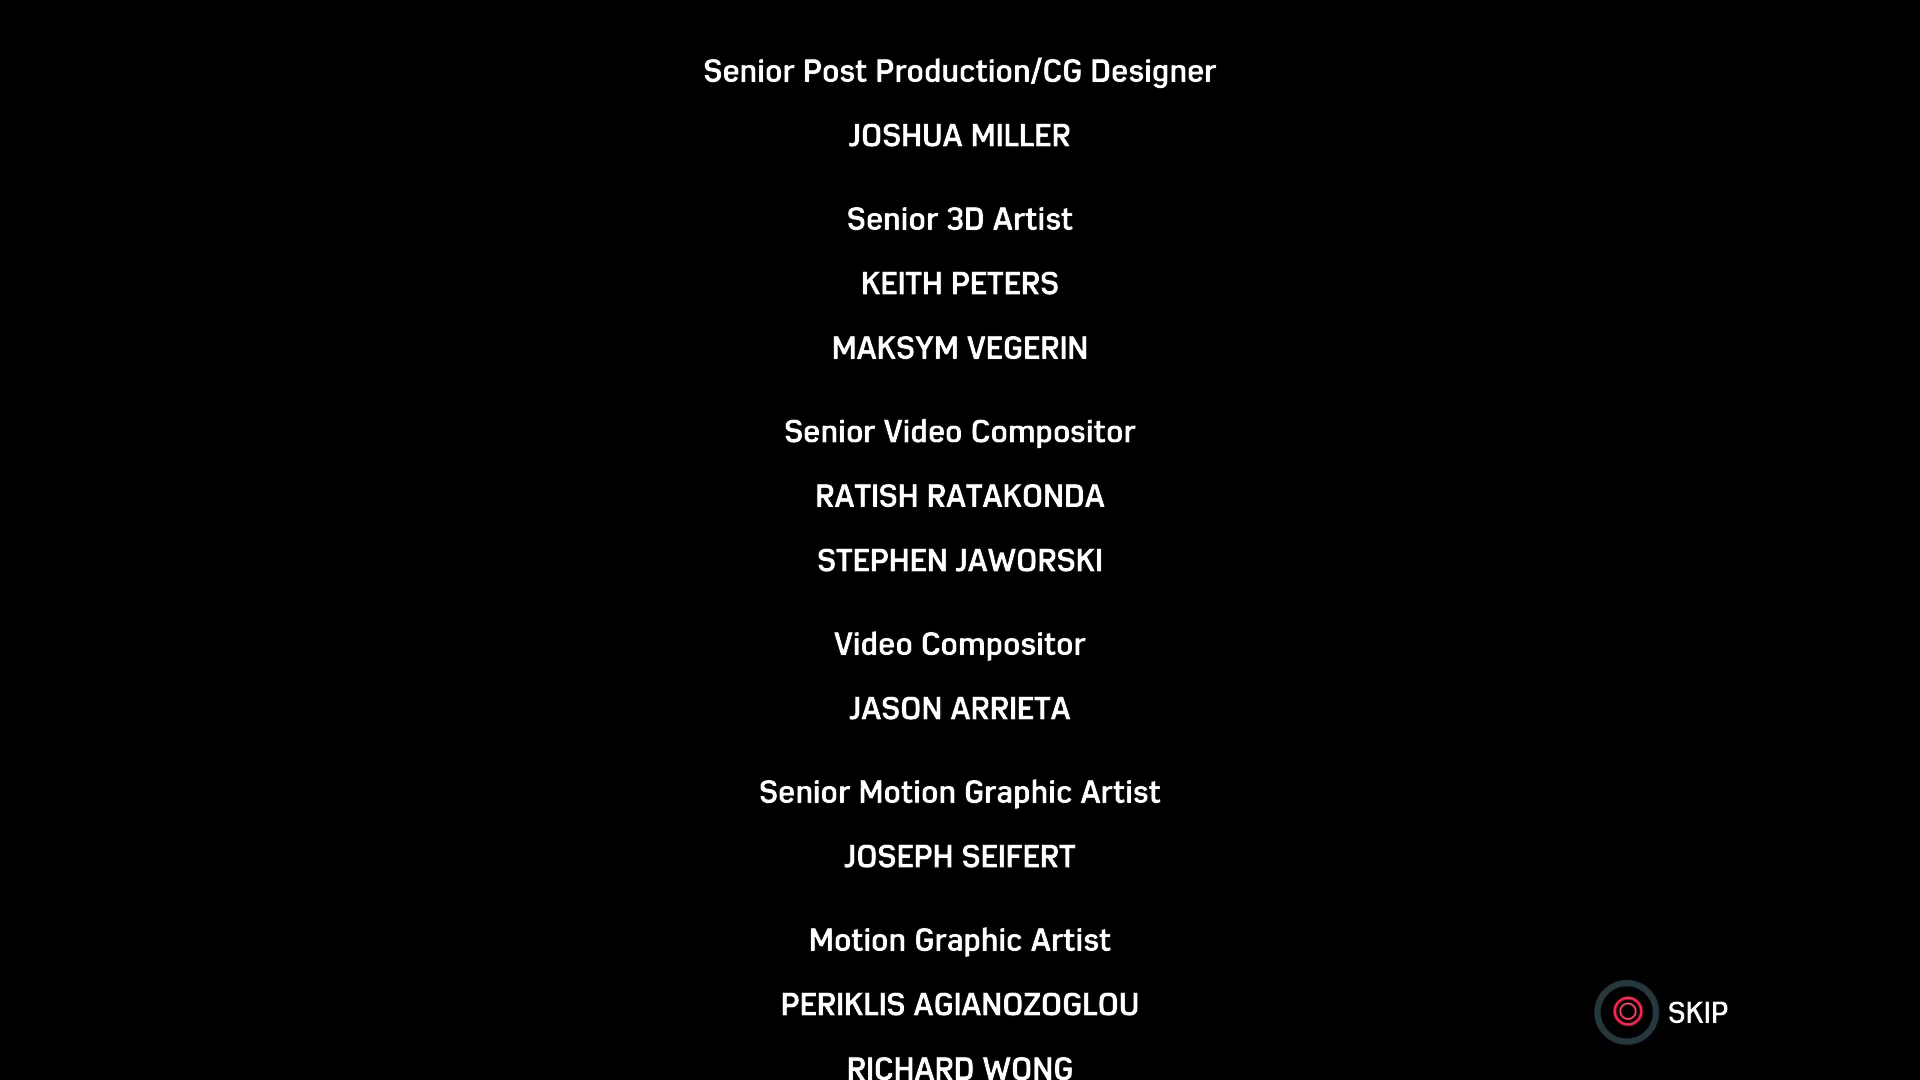 Senior Post Production/CG Designer
JOSHUA MILLER
Senior 3D Artist
KEITH PETERS
MAKSYM VEGERIN
Senior Video Compositor
RATISH RATAKONDA
STEPHEN JAWORSKI
Video Compositor
JASON ARRIETA
Senior Motion Graphic Artist
JOSEPH SEIFERT
Motion Graphic Artist
PERIKLIS AGIANOZOGLOU
RICHARD WONG
SKIP